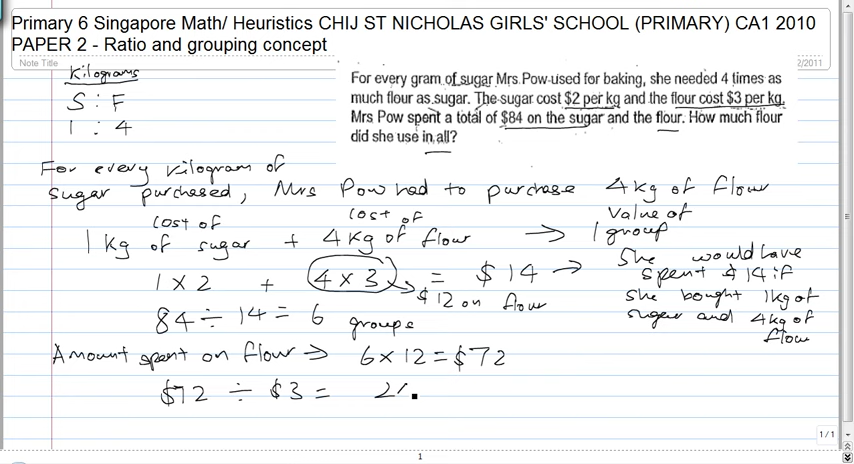 Primary 6 Singapore Math/ Heuristics CHIJ ST NICHOLAS GIRLS' SCHOOL (PRIMARY) CA1 2010
PAPER 2 - Ratio and grouping concept
Note Title
2/2011
Kilograms
S : F
1 : 4
For every gram of sugar Mrs Pow used for baking, she needed 4 times as
much flour as sugar. The sugar cost $2 per kg and the flour cost $3 per kg.
Mrs Pow spent a total of $84 on the sugar and the flour. How much flour
did she use in all?
For every kilogram of
sugar purchased, Mrs Pow had to purchase 4kg of flour
cost of cost of value of
1 kg of sugar + 4kg of flour → 1 group
1 × 2 + 4 × 3 = $14 →
$12 on flour
She would have
spent $14 if
she bought 1kg of
sugar and 4kg of
flour
84 ÷ 14 = 6 groups
Amount spent on flour ⇒ 6 × 12 = $72
$72 ÷ $3 = 2
1/1
1